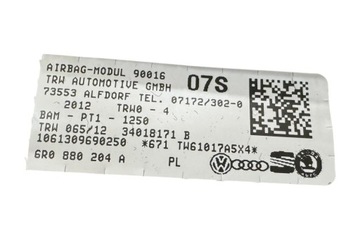 AIRBAG-MODUL 90016
TRW AUTOMOTIVE GMBH 07S
73553 ALFDORF TEL. 07172/302-0
2012 TRW0 - 4
BAM - PT1 - 1250
TRW 065/12 34018171 B
1061309690250 *671 TW61017A5X4*
6R0 880 204 A PL